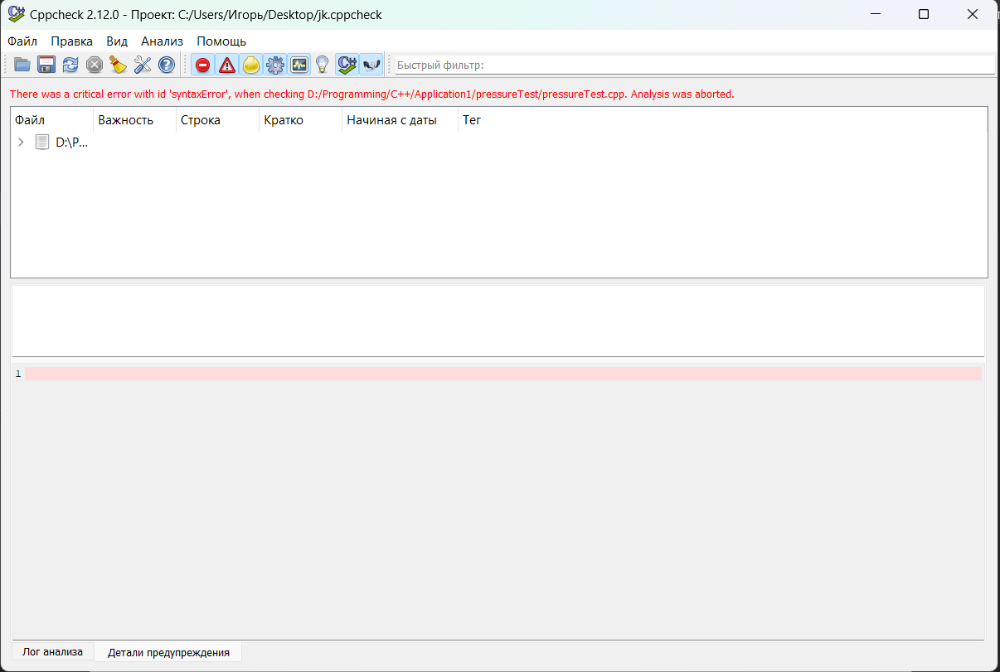 Cppcheck 2.12.0 - Проект: C:/Users/Игорь/Desktop/jk.cppcheck
Файл Правка Вид Анализ Помощь
Быстрый фильтр:
There was a critical error with id 'syntaxError', when checking D:/Programming/C++/Application1/pressureTest/pressureTest.cpp. Analysis was aborted.
Файл Важность Строка Кратко Начиная с даты Тег
D:\P...
1
Лог анализа Детали предупреждения